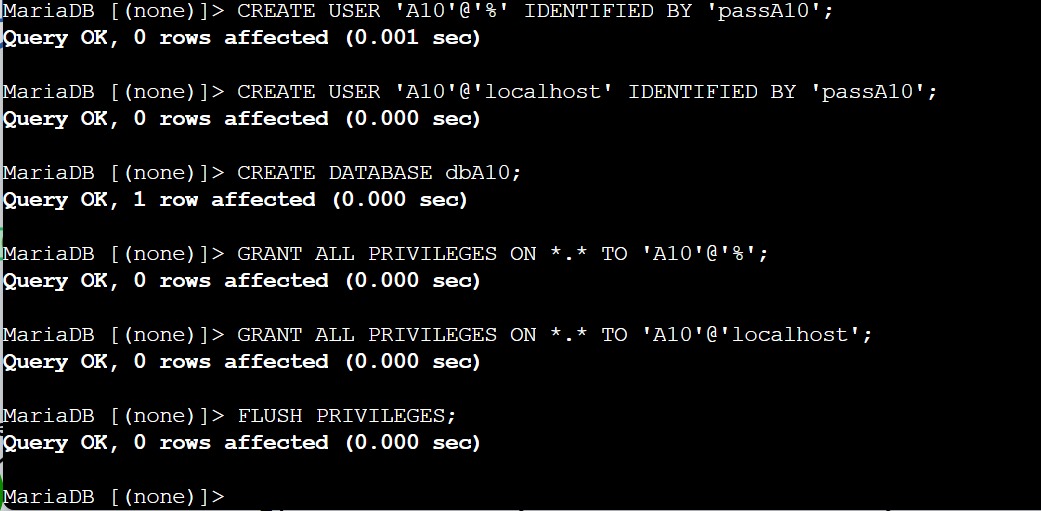 MariaDB [(none)]> CREATE USER 'A10'@'%' IDENTIFIED BY 'passA10';
Query OK, 0 rows affected (0.001 sec)
MariaDB [(none)]> CREATE USER 'A10'@'localhost' IDENTIFIED BY 'passA10';
Query OK, 0 rows affected (0.000 sec)
MariaDB [(none)]> CREATE DATABASE dbA10;
Query OK, 1 row affected (0.000 sec)
MariaDB [(none)]> GRANT ALL PRIVILEGES ON *.* TO 'A10'@'%';
Query OK, 0 rows affected (0.000 sec)
MariaDB [(none)]> GRANT ALL PRIVILEGES ON *.* TO 'A10'@'localhost';
Query OK, 0 rows affected (0.000 sec)
MariaDB [(none)]> FLUSH PRIVILEGES;
Query OK, 0 rows affected (0.000 sec)
MariaDB [(none)]>